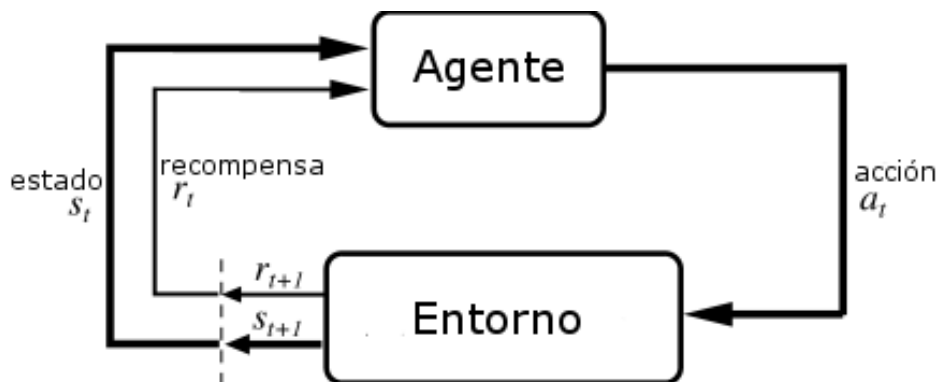 Agente
recompensa
r_t
estado
s_t
acción
a_t
r_{t+1}
s_{t+1}
Entorno